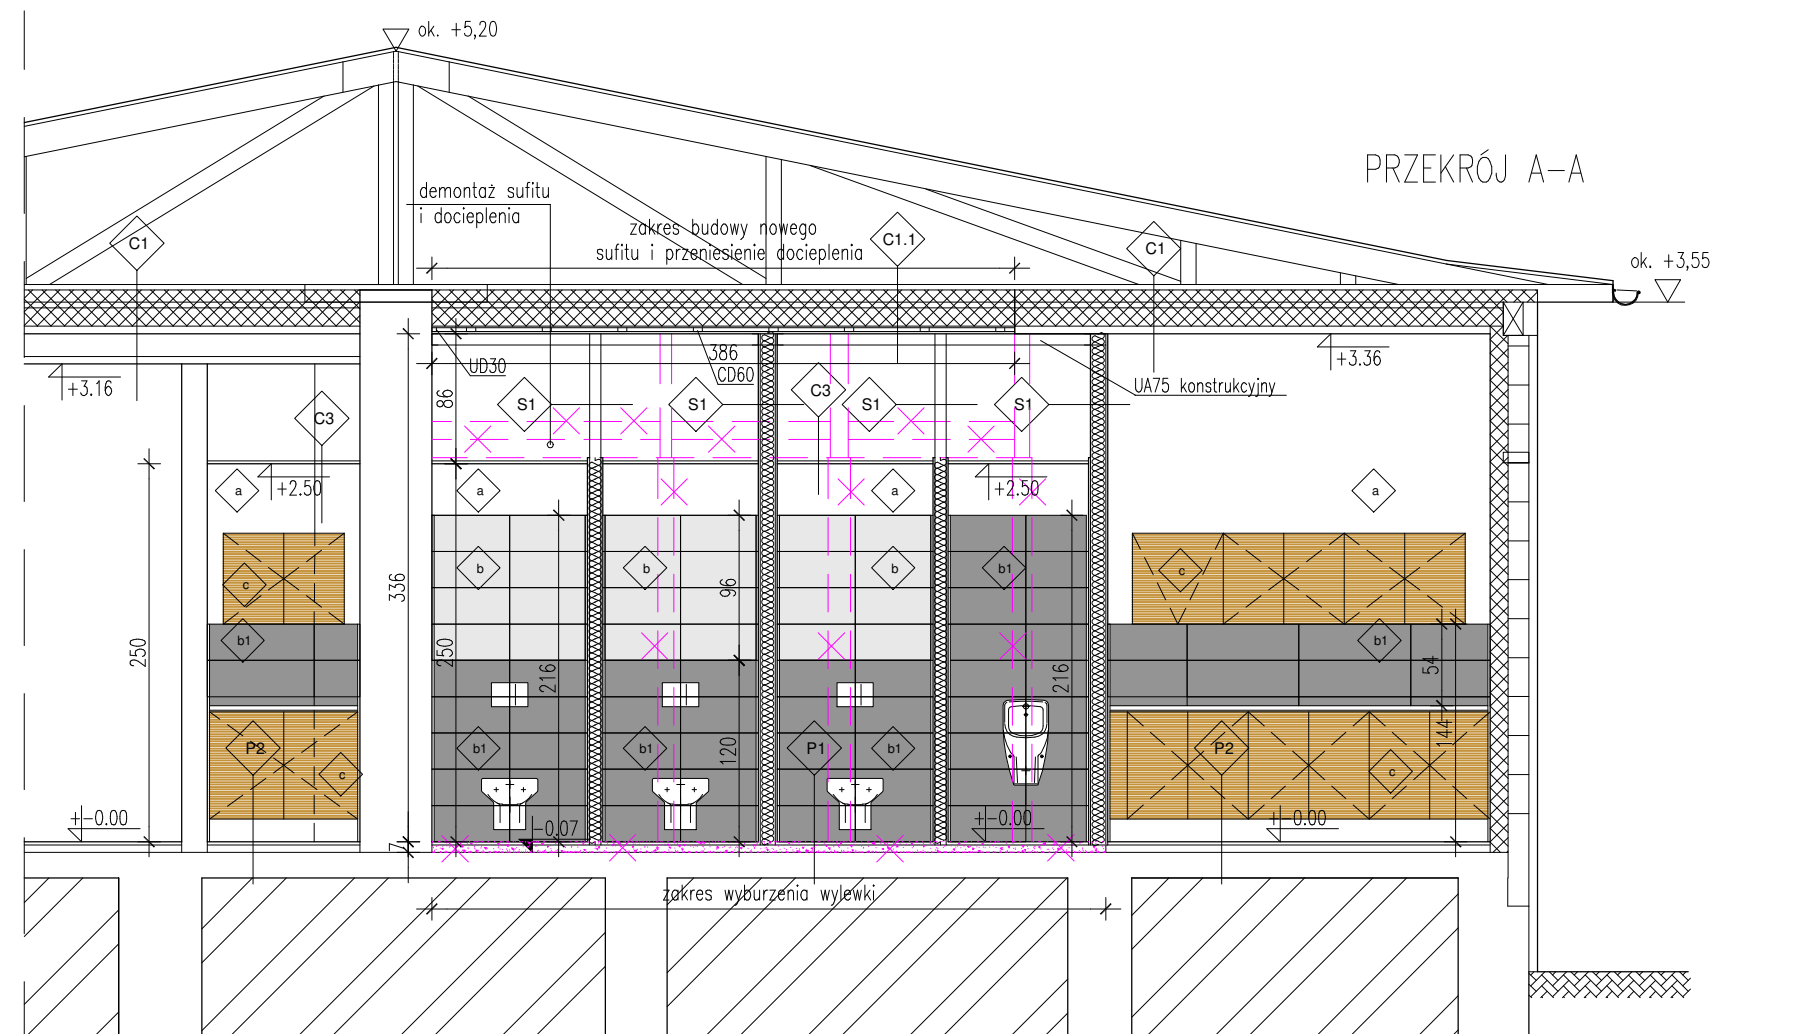 ok. +5,20
PRZEKRÓJ A-A
demontaż sufitu
i docieplenia
zakres budowy nowego
sufitu i przeniesienie docieplenia
C1
C1.1
C1
ok. +3,55
+3.16
UD30
386
CD60
+3.36
UA75 konstrukcyjny
86
C3
S1
S1
C3
S1
S1
a
+2.50
a
a
+2.50
a
c
b
b
b
b1
c
336
96
250
b1
250
216
216
b1
54
P2
c
b1
b1
120
P1
b1
P2
c
144
+-0.00
-0.07
+-0.00
+-0.00
7
zakres wyburzenia wylewki